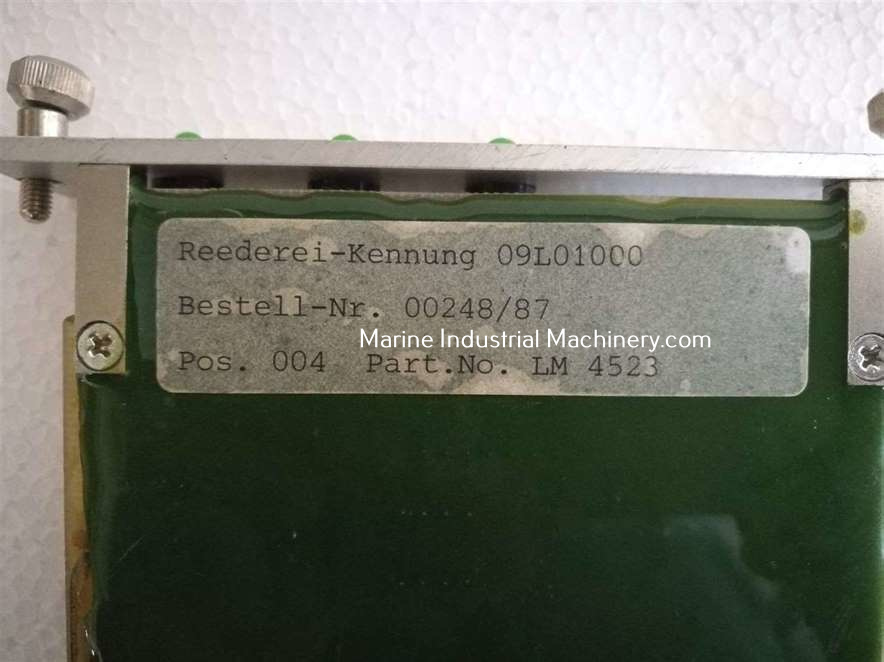 Reederei-Kennung 09L01000
Bestell-Nr. 00248/87
Marine Industrial Machinery.com
Pos. 004 Part.No. LM 4523